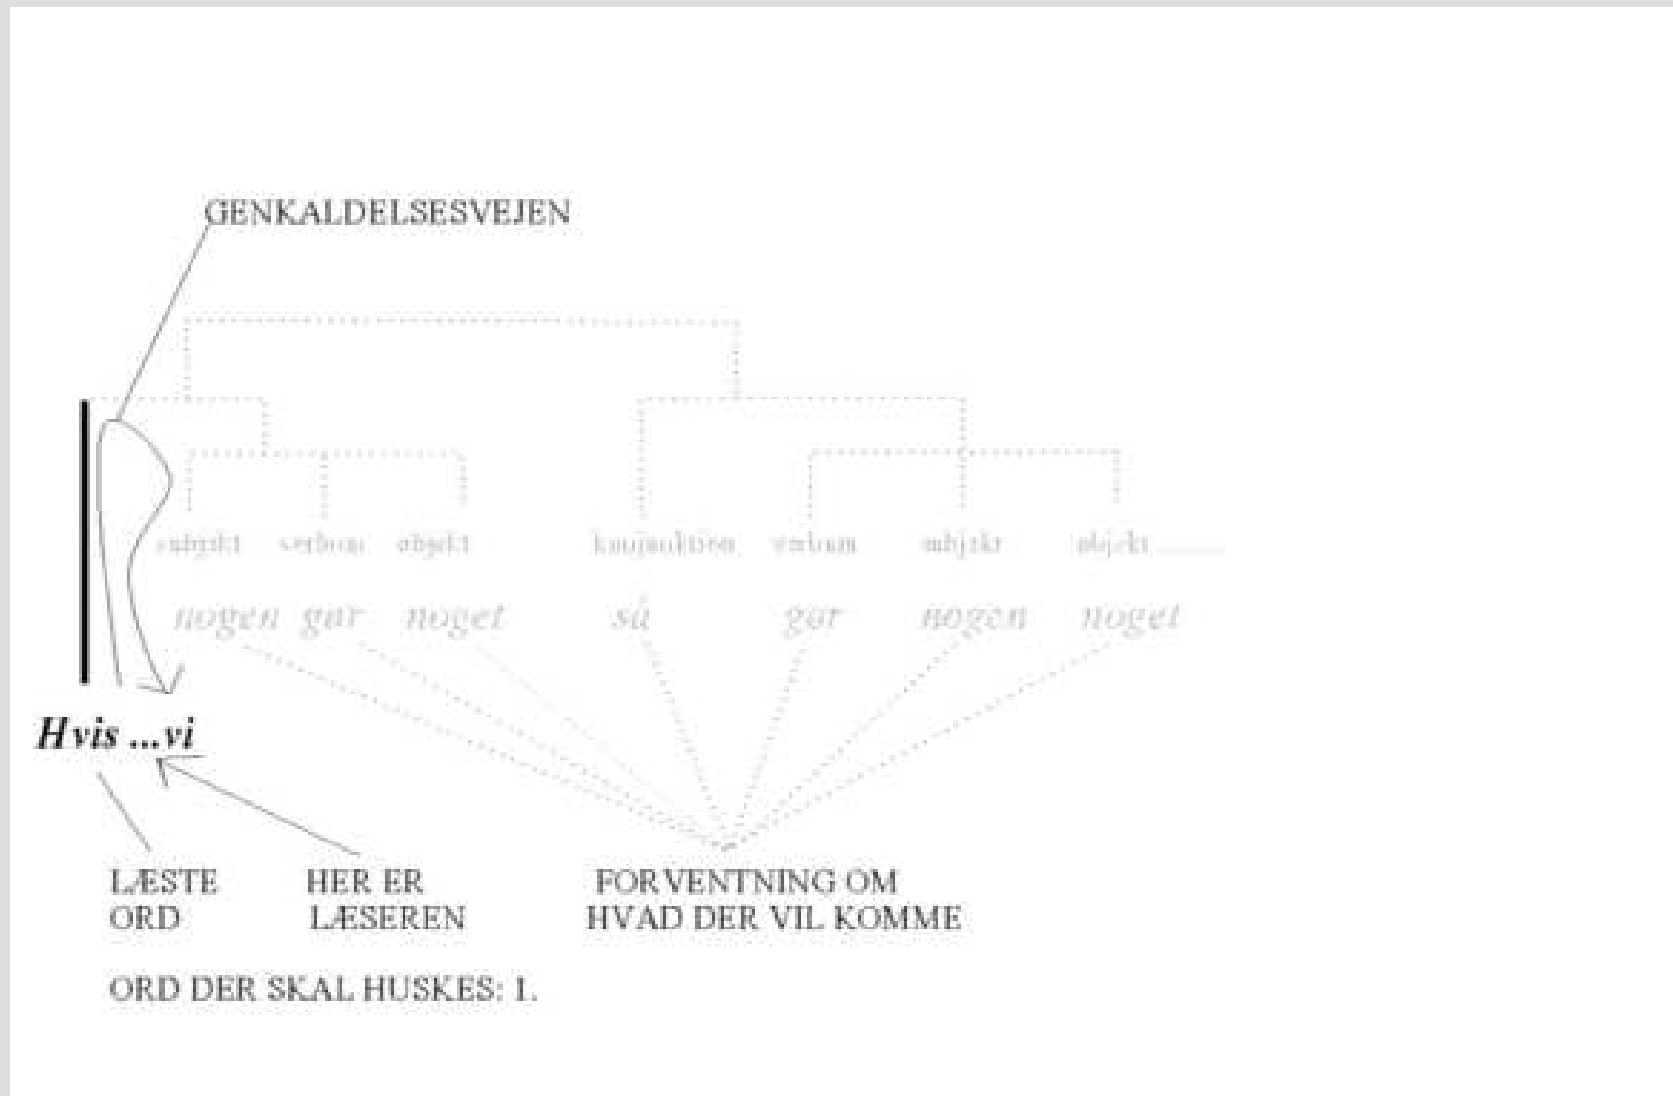 GENKALDELSESVEJEN
subjekt verbum objekt konjunktion verbum subjekt objekt
nogen gør noget så gør nogen noget
Hvis ...vi
LÆSTE HER ER FORVENTNING OM
ORD LÆSEREN HVAD DER VIL KOMME
ORD DER SKAL HUSKES: 1.